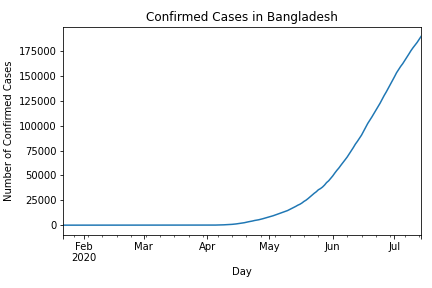 Confirmed Cases in Bangladesh
Number of Confirmed Cases
175000
150000
125000
100000
75000
50000
25000
0
Feb Mar Apr May Jun Jul
2020
Day